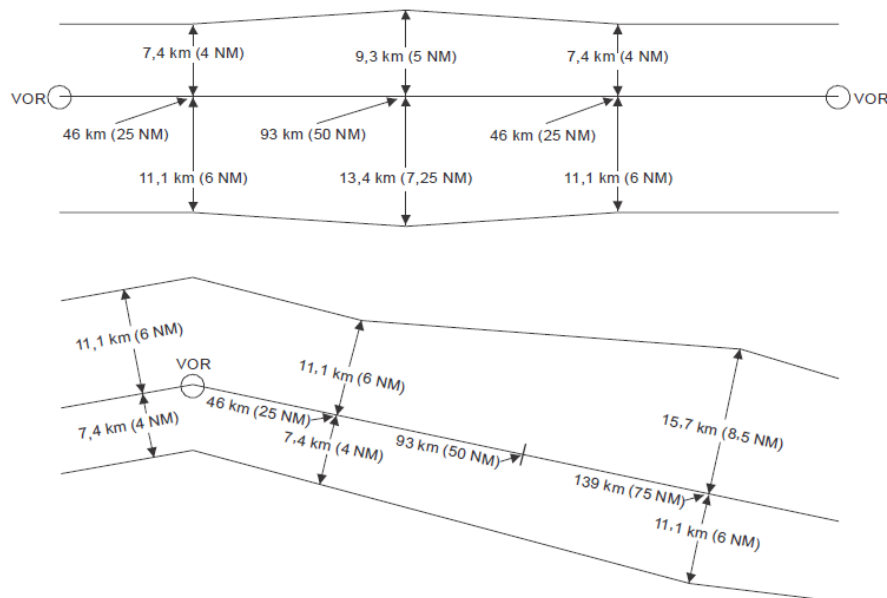 7,4 km (4 NM)
9,3 km (5 NM)
7,4 km (4 NM)
VOR
VOR
46 km (25 NM)
93 km (50 NM)
46 km (25 NM)
11,1 km (6 NM)
13,4 km (7,25 NM)
11,1 km (6 NM)
11,1 km (6 NM)
VOR
11,1 km (6 NM)
7,4 km (4 NM)
46 km (25 NM)
7,4 km (4 NM)
93 km (50 NM)
15,7 km (8,5 NM)
139 km (75 NM)
11,1 km (6 NM)